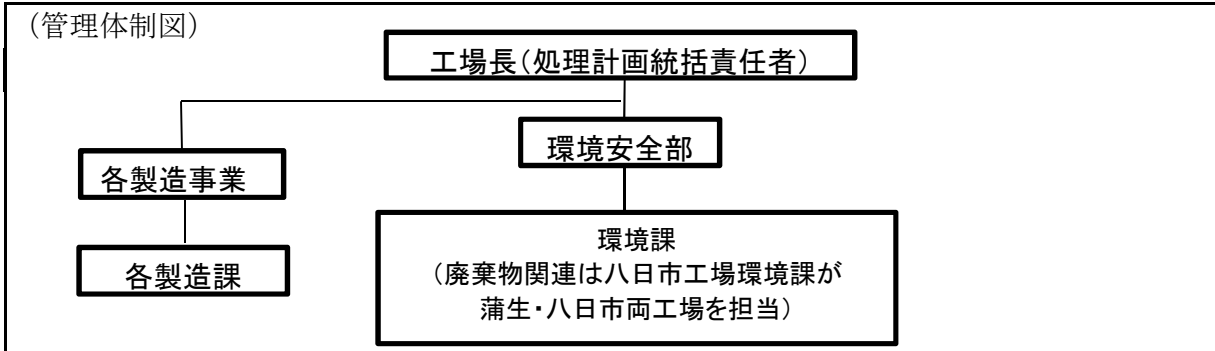 (管理体制図)
工場長(処理計画統括責任者)
環境安全部
各製造事業
各製造課
環境課
(廃棄物関連は八日市工場環境課が
蒲生・八日市両工場を担当)